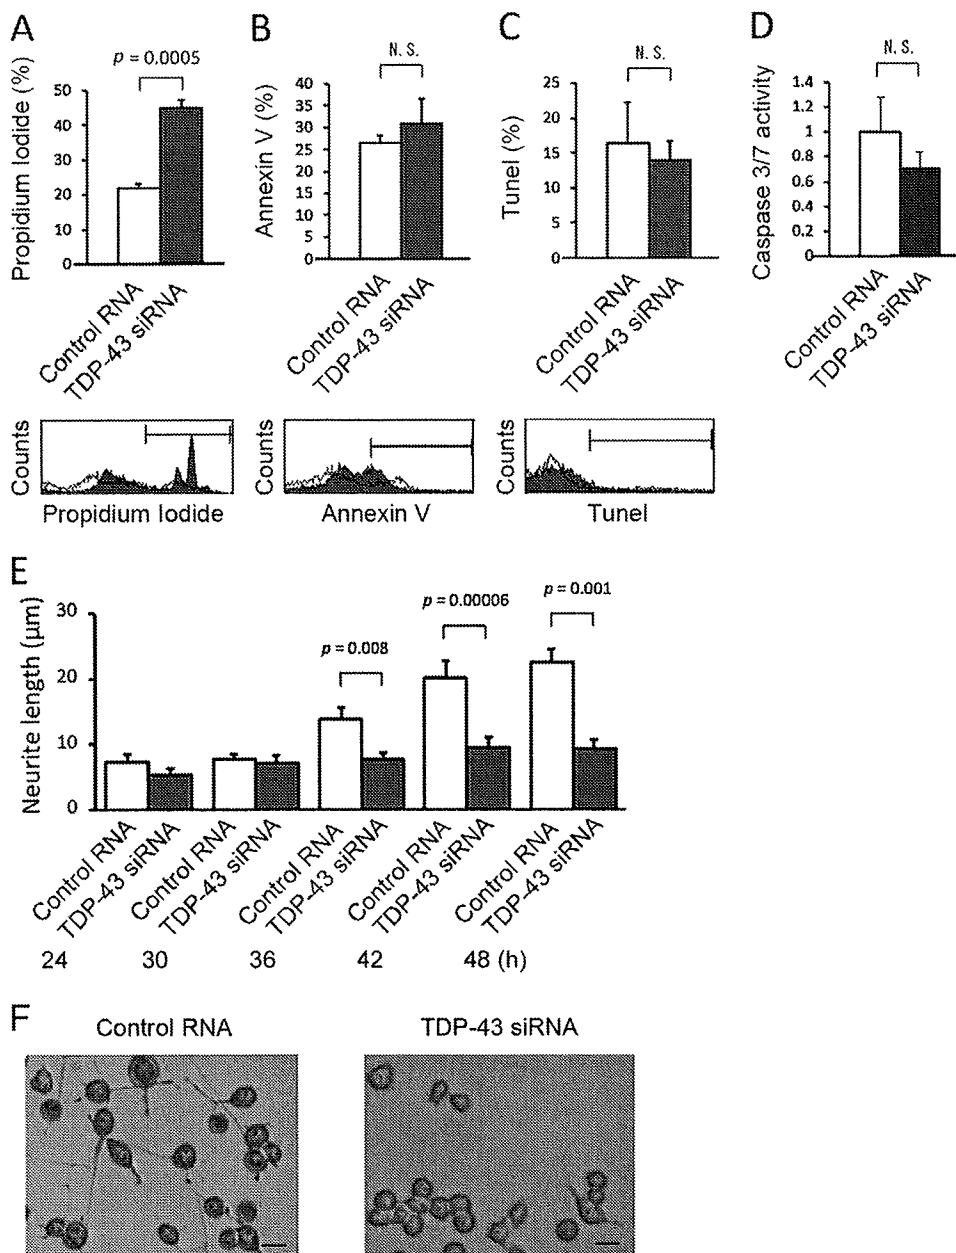 A
p = 0.0005
Propidium Iodide (%)
50
40
30
20
10
0
Control RNA
TDP-43 siRNA
Counts
Propidium Iodide
B
N. S.
Annexin V (%)
40
35
30
25
20
15
10
5
0
Control RNA
TDP-43 siRNA
Counts
Annexin V
C
N. S.
Tunel (%)
25
20
15
10
5
0
Control RNA
TDP-43 siRNA
Counts
Tunel
D
N. S.
Caspase 3/7 activity
1.4
1.2
1
0.8
0.6
0.4
0.2
0
Control RNA
TDP-43 siRNA
E
Neurite length (µm)
30
20
10
0
p = 0.008
p = 0.00006
p = 0.001
Control RNA
TDP-43 siRNA
Control RNA
TDP-43 siRNA
Control RNA
TDP-43 siRNA
Control RNA
TDP-43 siRNA
Control RNA
TDP-43 siRNA
24 30 36 42 48 (h)
F
Control RNA
TDP-43 siRNA